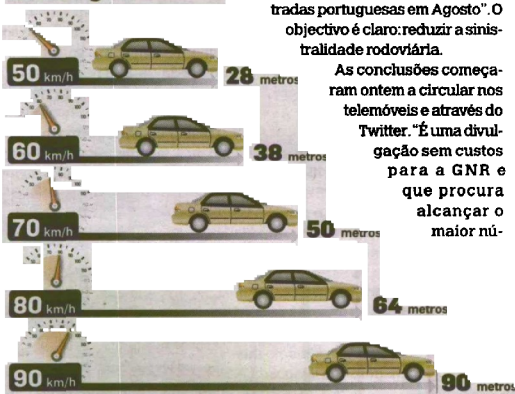 tradas portuguesas em Agosto”. O
objectivo é claro: reduzir a sinis-
tralidade rodoviária.
As conclusões começa-
ram ontem a circular nos
telemóveis e através do
Twitter. “É uma divul-
gação sem custos
para a GNR e
que procura
alcançar o
maior nú-
50 km/h
28 metros
60 km/h
38 metros
70 km/h
50 metros
80 km/h
64 metros
90 km/h
90 metros